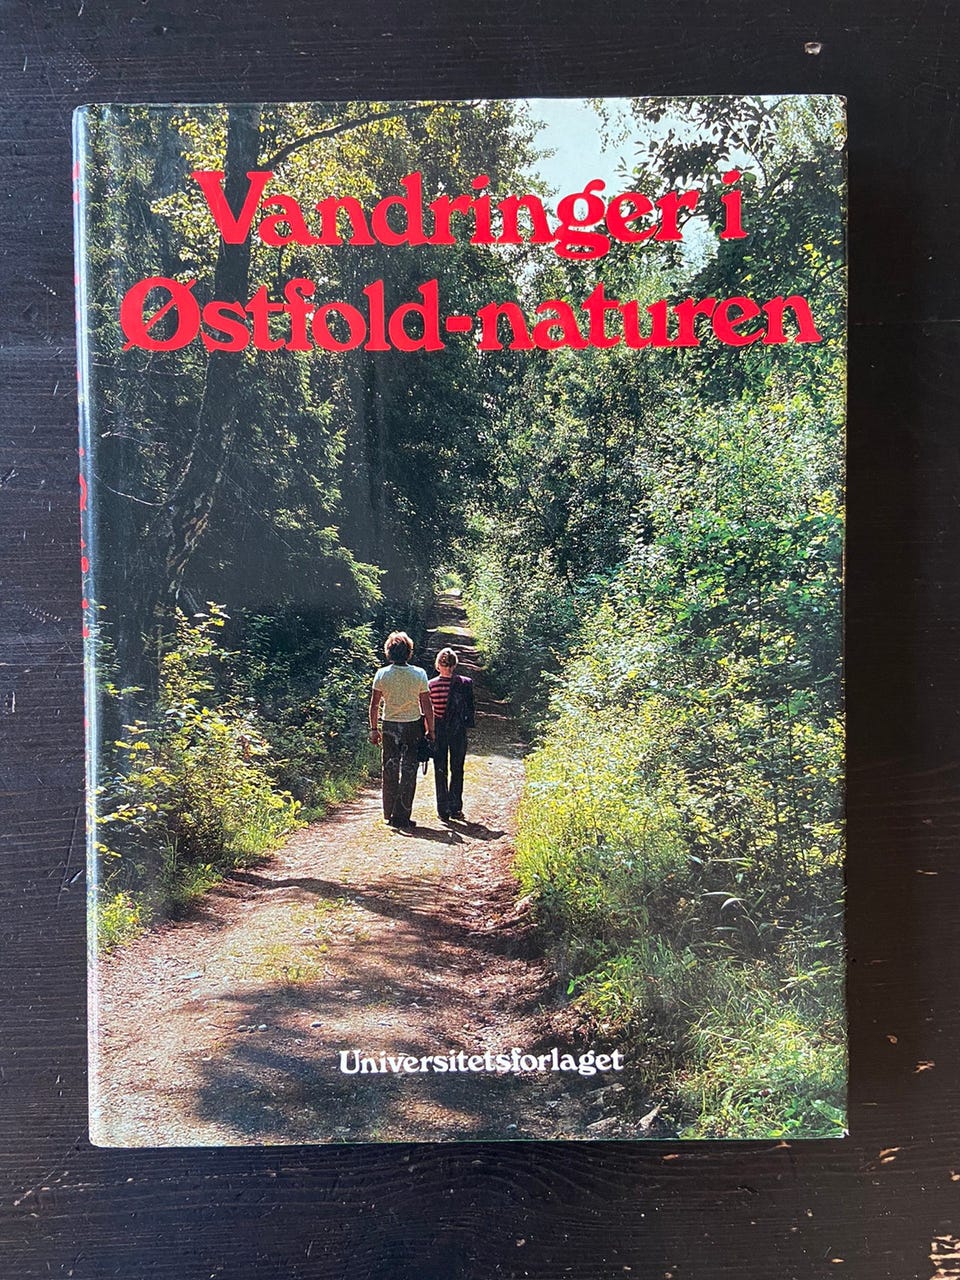 Vandringer i
Østfold-naturen
Universitetsforlaget